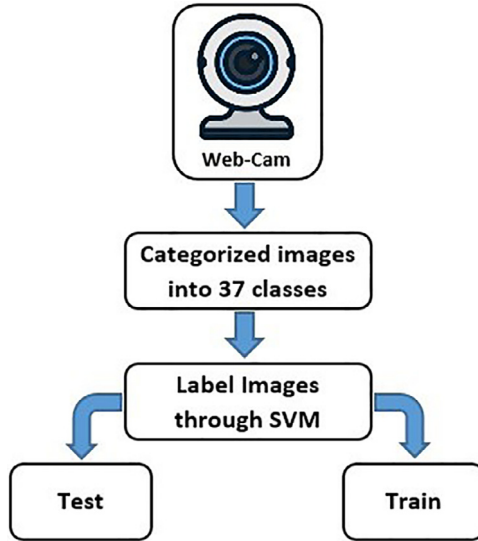 Web-Cam
Categorized images
into 37 classes
Label Images
through SVM
Test
Train